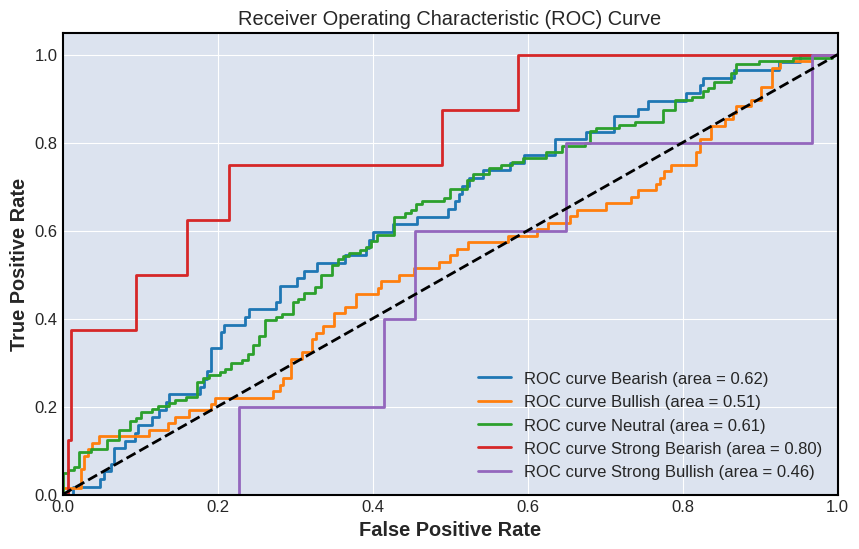 Receiver Operating Characteristic (ROC) Curve
True Positive Rate
1.0
0.8
0.6
0.4
0.2
0.0
ROC curve Bearish (area = 0.62)
ROC curve Bullish (area = 0.51)
ROC curve Neutral (area = 0.61)
ROC curve Strong Bearish (area = 0.80)
ROC curve Strong Bullish (area = 0.46)
0.0 0.2 0.4 0.6 0.8 1.0
False Positive Rate